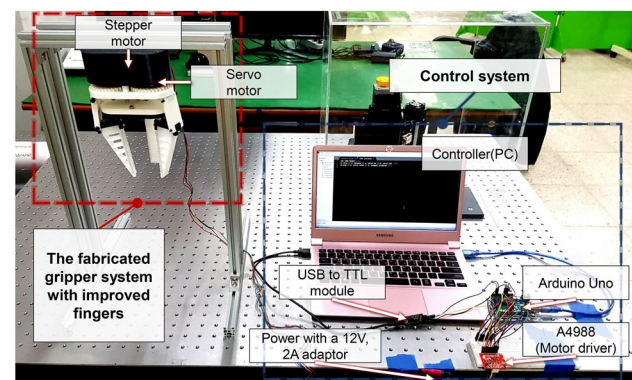 Stepper
motor
Servo
motor
Control system
Controller(PC)
The fabricated
gripper system
with improved
fingers
USB to TTL
module
Arduino Uno
Power with a 12V,
2A adaptor
A4988
(Motor driver)